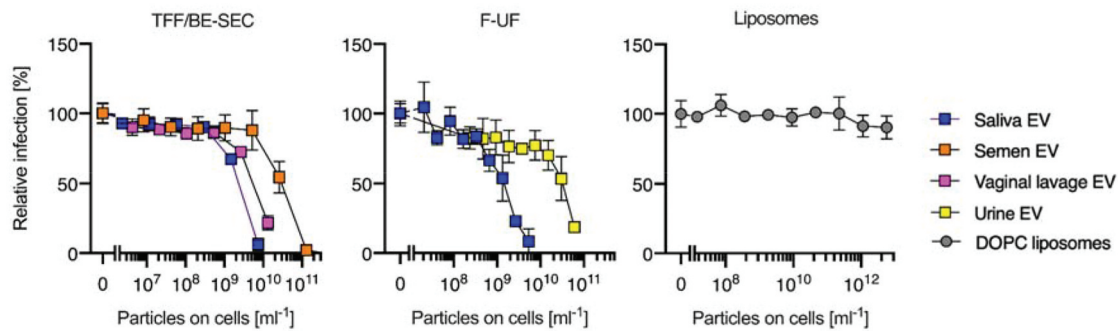 TFF/BE-SEC
F-UF
Liposomes
Relative infection [%]
150
100
50
0
0
10⁷
10⁸
10⁹
10¹⁰
10¹¹
Particles on cells [ml⁻¹]
150
100
50
0
0
10⁸
10⁹
10¹⁰
10¹¹
Particles on cells [ml⁻¹]
150
100
50
0
0
10⁸
10¹⁰
10¹²
Particles on cells [ml⁻¹]
Saliva EV
Semen EV
Vaginal lavage EV
Urine EV
DOPC liposomes